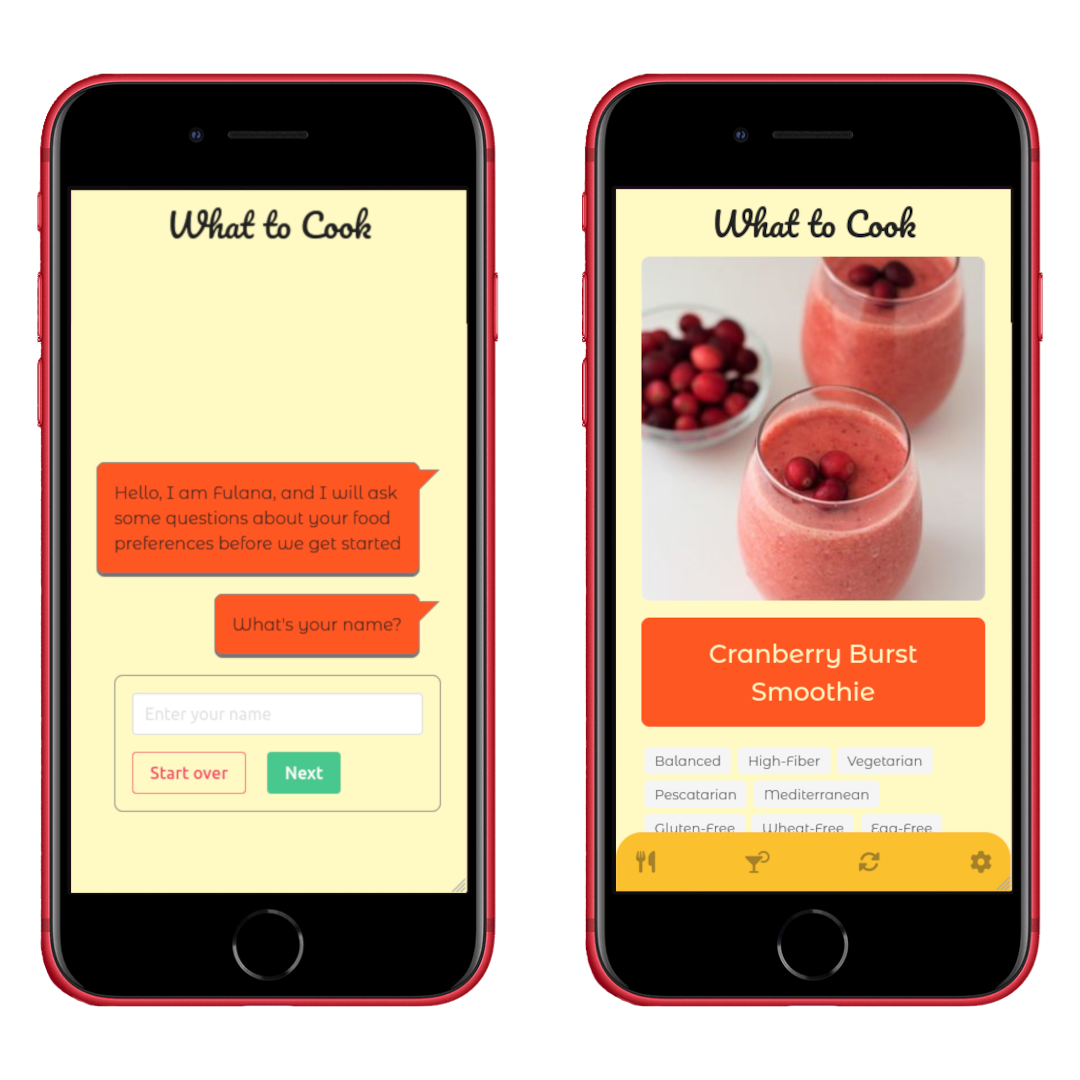 What to Cook
Hello, I am Fulana, and I will ask
some questions about your food
preferences before we get started
What's your name?
Enter your name
Start over
Next
What to Cook
Cranberry Burst
Smoothie
Balanced
High-Fiber
Vegetarian
Pescatarian
Mediterranean
Gluten-Free
Wheat-Free
Egg-Free